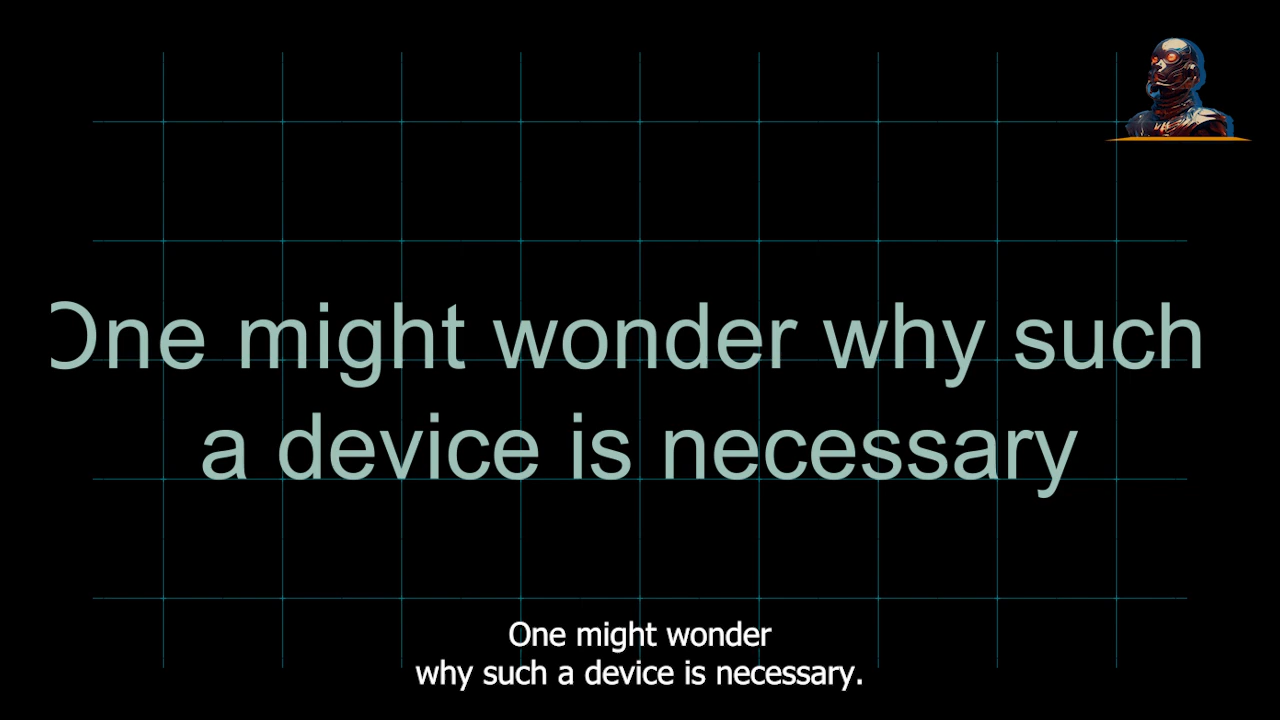 One might wonder why such
a device is necessary
One might wonder
why such a device is necessary.